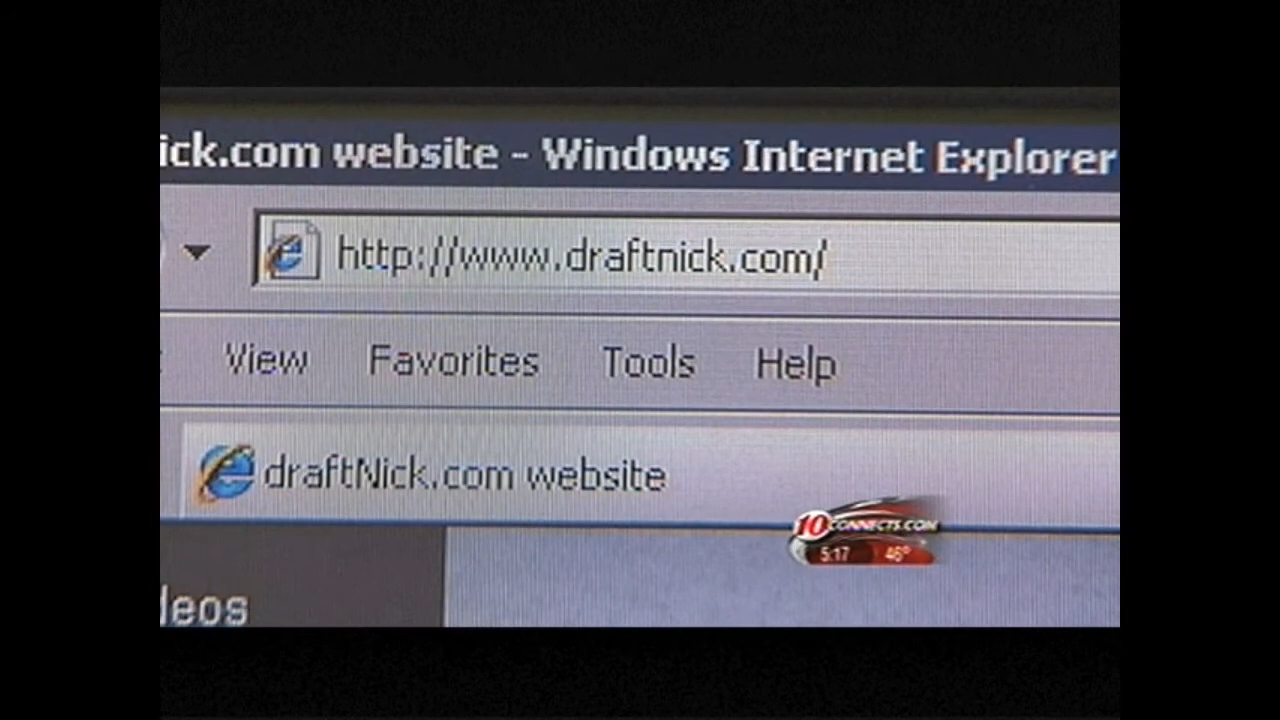 ick.com website - Windows Internet Explorer
http://www.draftnick.com/
View Favorites Tools Help
draftNick.com website
10CONNECTS.COM
5:17 46°
deos